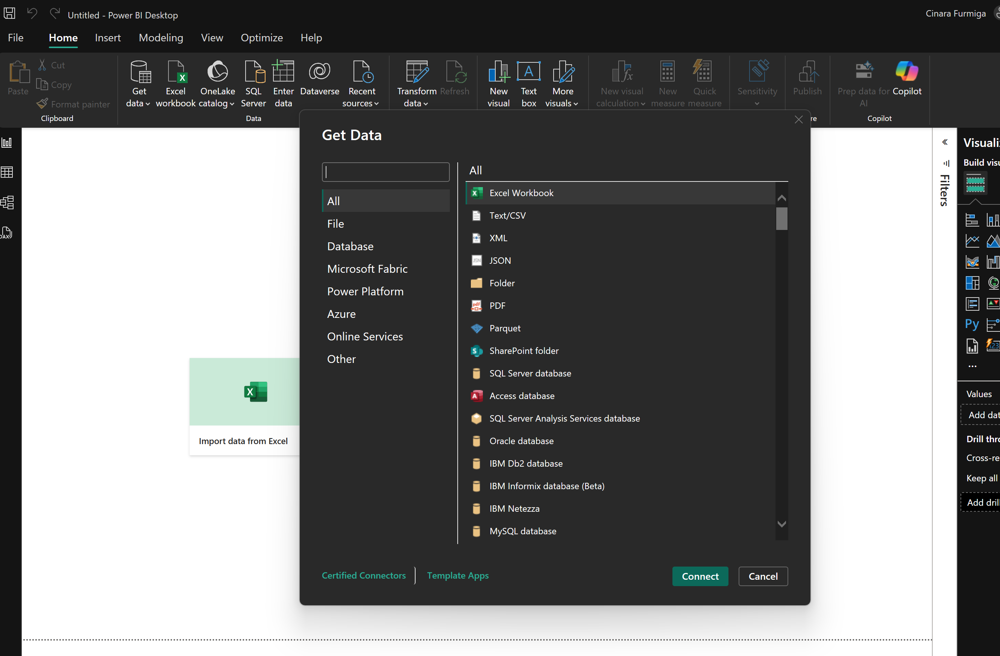 Untitled - Power BI Desktop
Cinara Furmiga
File Home Insert Modeling View Optimize Help
Paste
Cut
Copy
Format painter
Clipboard
Get data
Excel workbook
OneLake catalog
SQL Server
Enter data
Dataverse
Recent sources
Data
Transform data
Refresh
New visual
Text box
More visuals
New visual calculation
New measure
Quick measure
Sensitivity
Publish
re
Prep data for AI
Copilot
Copilot
DAX
Import data from Excel
Get Data
All
File
Database
Microsoft Fabric
Power Platform
Azure
Online Services
Other
All
Excel Workbook
Text/CSV
XML
JSON
Folder
PDF
Parquet
SharePoint folder
SQL Server database
Access database
SQL Server Analysis Services database
Oracle database
IBM Db2 database
IBM Informix database (Beta)
IBM Netezza
MySQL database
Certified Connectors
Template Apps
Connect
Cancel
Filters
Visuali
Build visu
Py
123
...
Values
Add dat
Drill thro
Cross-re
Keep all
Add drill